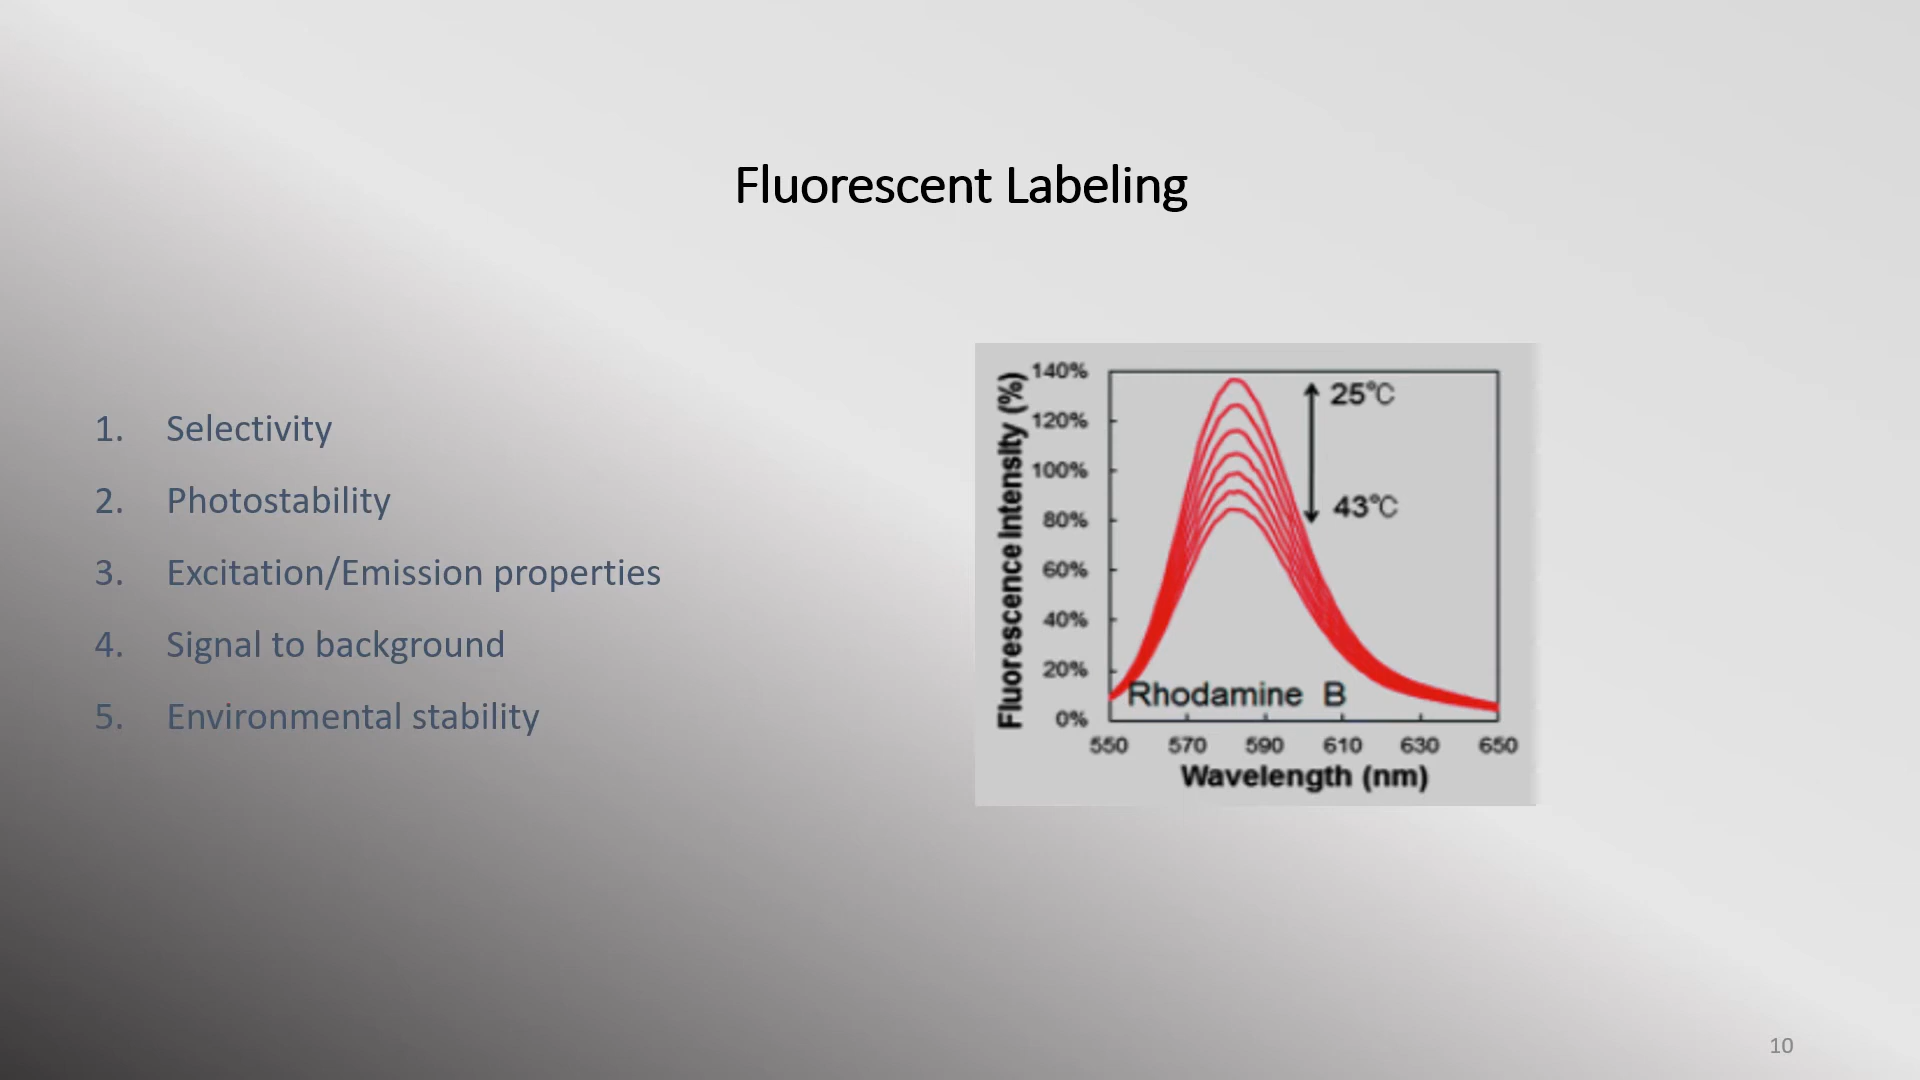 Fluorescent Labeling
1. Selectivity
2. Photostability
3. Excitation/Emission properties
4. Signal to background
5. Environmental stability
Fluorescence Intensity (%)
140%
120%
100%
80%
60%
40%
20%
0%
25℃
43℃
Rhodamine B
550 570 590 610 630 650
Wavelength (nm)
10